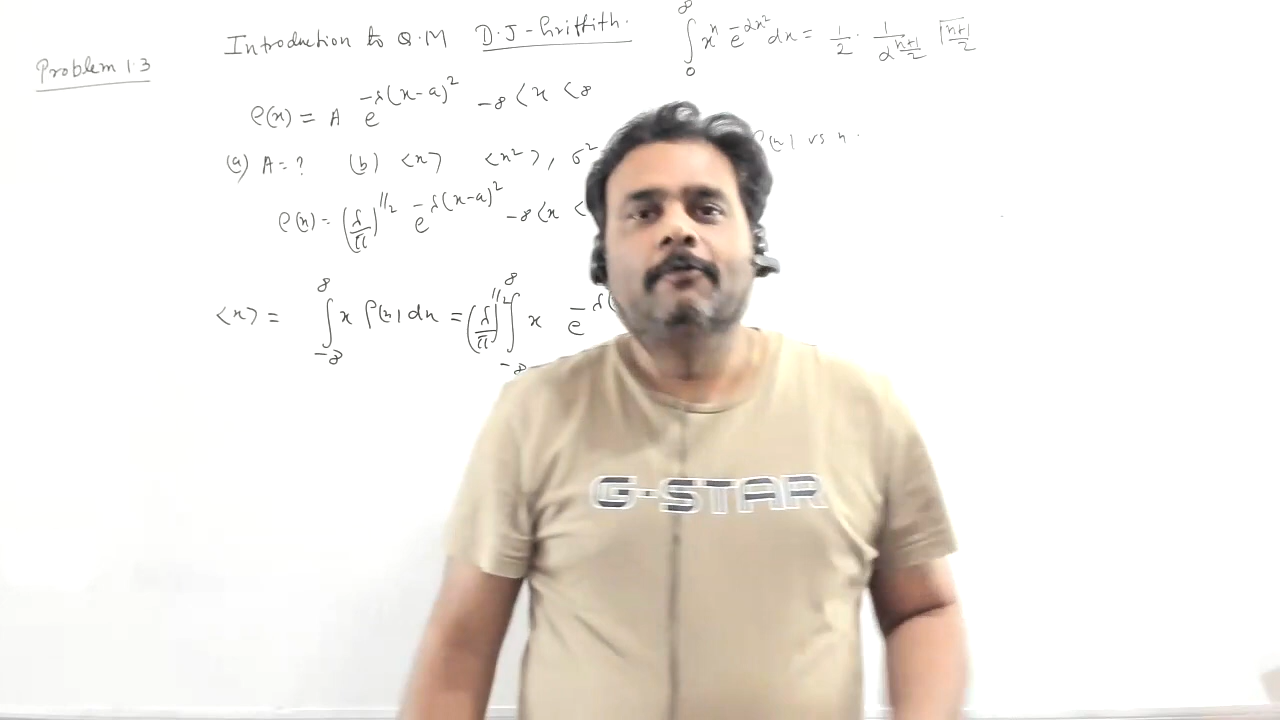 Introduction to Q.M D.J-Griffith.
∫₀^∞ xⁿ e^{-αx²} dx = 1/2 · 1/α^{(n+1)/2} Γ(n+1)/2
Problem 1.3
ρ(x) = A e^{-λ(x-a)²} -∞ < x < ∞
(a) A = ? (b) <x> <x²>, σ² ρ(x) vs x.
ρ(x) = (λ/π)^{1/2} e^{-λ(x-a)²} -∞ < x <
<x> = ∫_{-∞}^{∞} x ρ(x) dx = (λ/π)^{1/2} ∫_{-∞}^{∞} x e^{-λ(
G-STAR